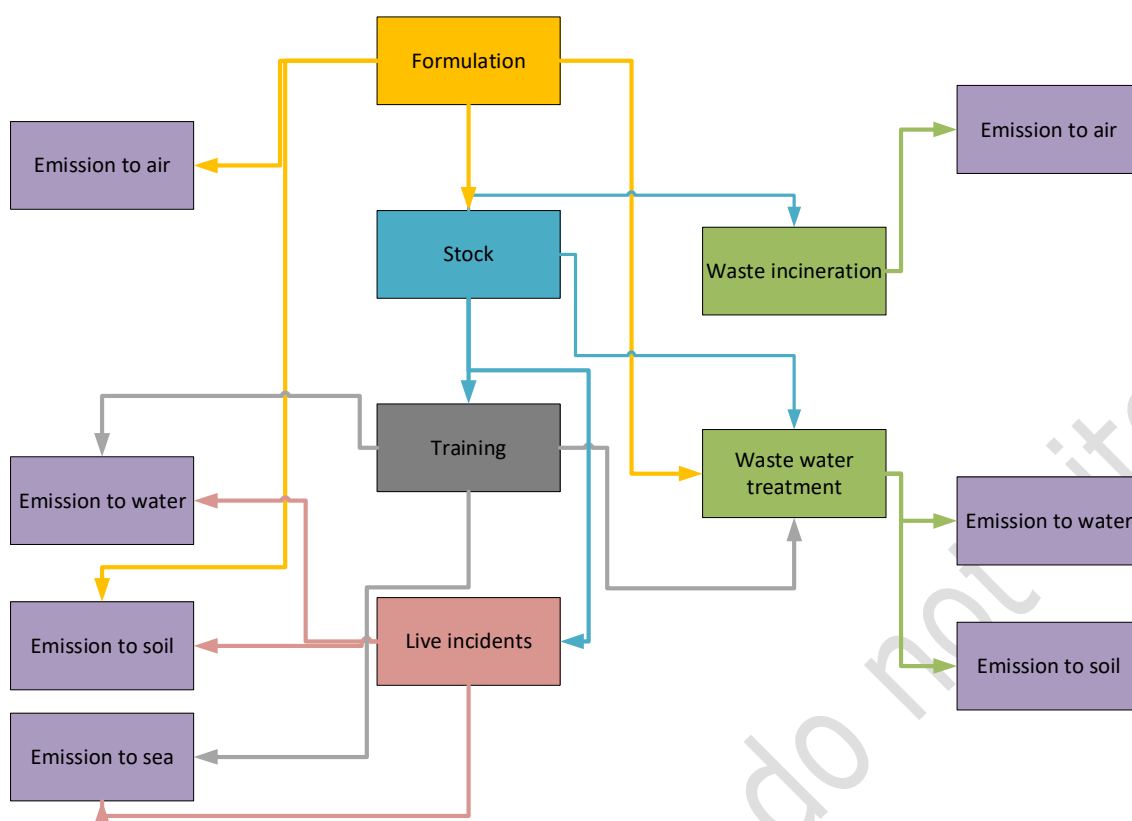 Formulation
Emission to air
Emission to air
Stock
Waste incineration
Training
Waste water
treatment
Emission to water
Emission to water
Live incidents
Emission to soil
Emission to soil
Emission to sea
do not